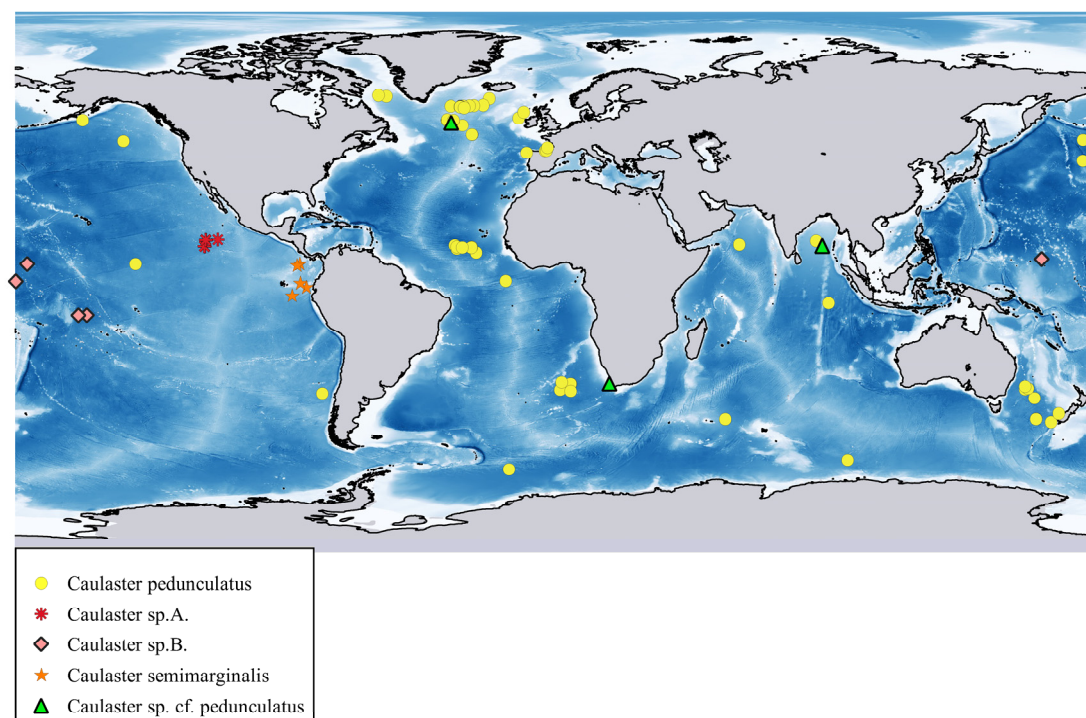 Caulaster pedunculatus
Caulaster sp.A.
Caulaster sp.B.
Caulaster semimarginalis
Caulaster sp. cf. pedunculatus